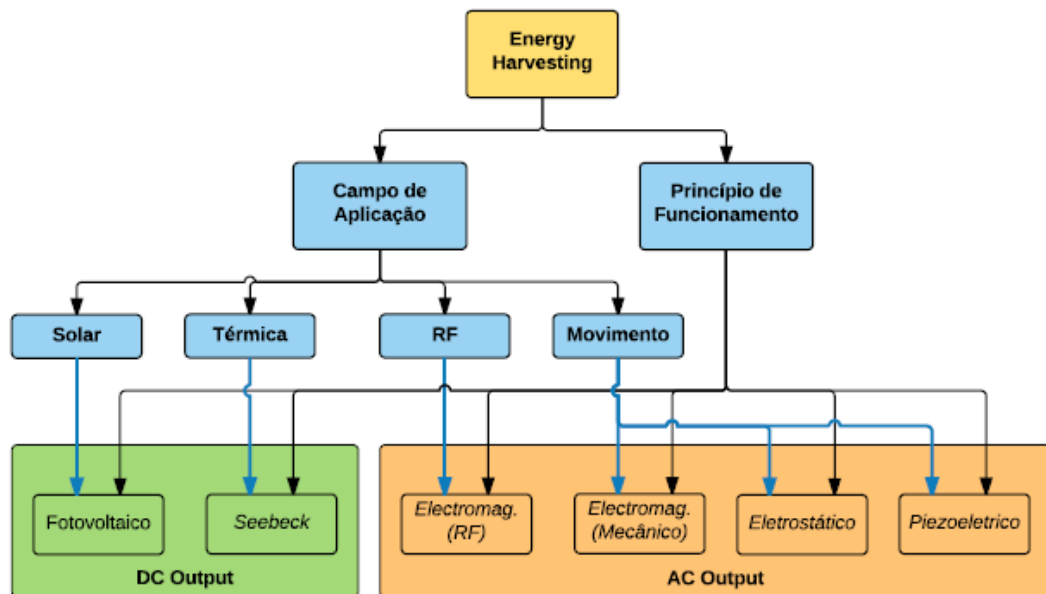 Energy
Harvesting
Campo de
Aplicação
Princípio de
Funcionamento
Solar
Térmica
RF
Movimento
Fotovoltaico
Seebeck
Electromag.
(RF)
Electromag.
(Mecânico)
Eletrostático
Piezoeletrico
DC Output
AC Output